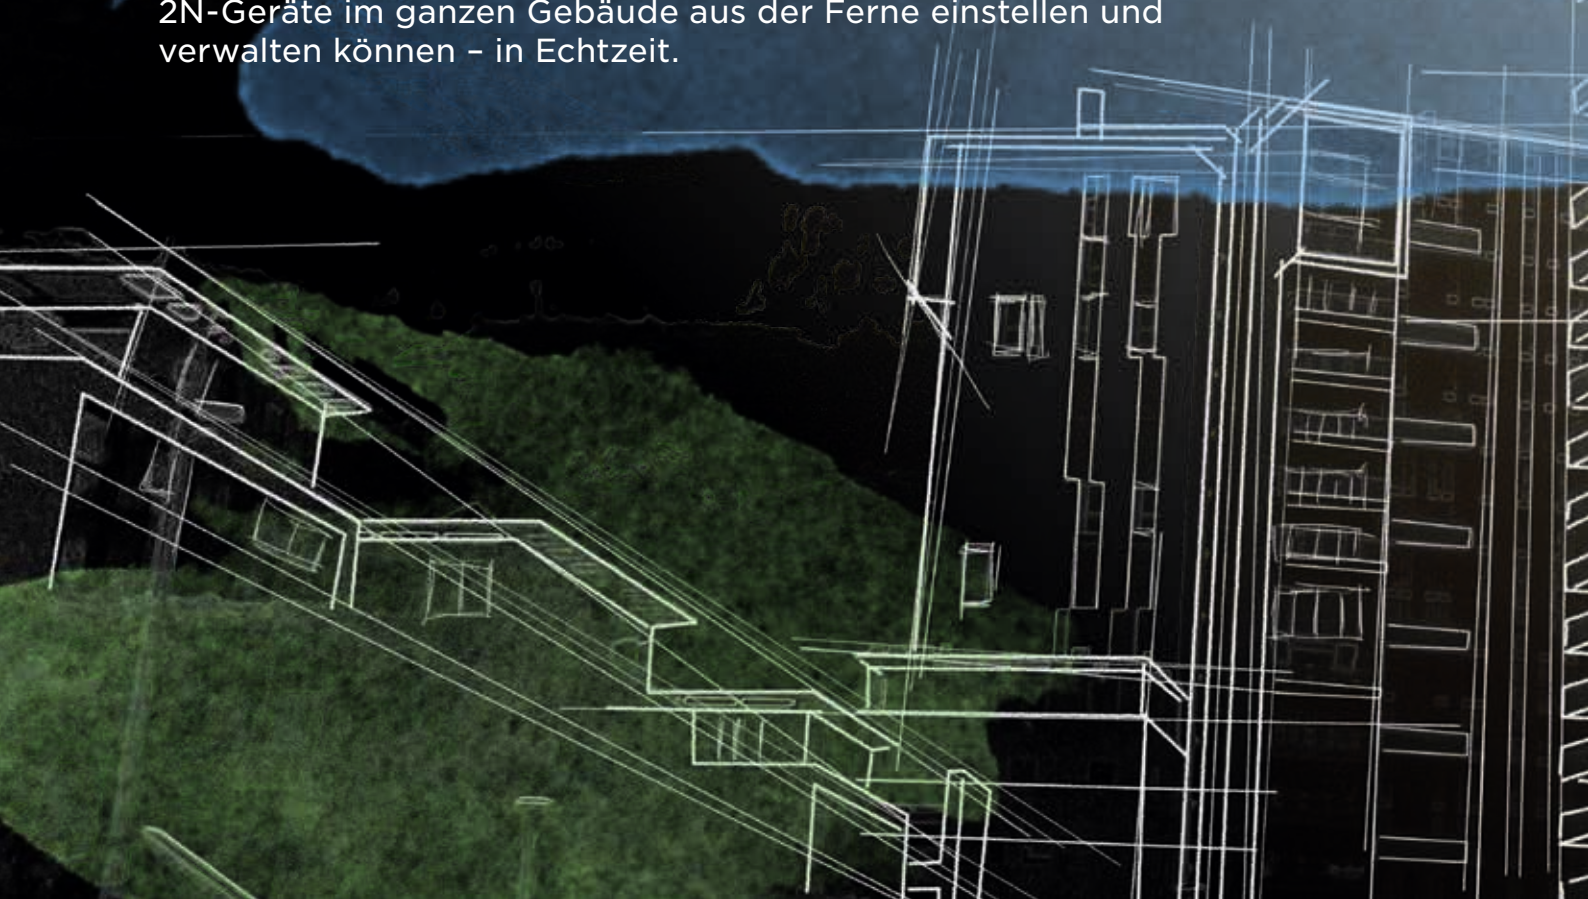 2N-Geräte im ganzen Gebäude aus der Ferne einstellen und
verwalten können – in Echtzeit.